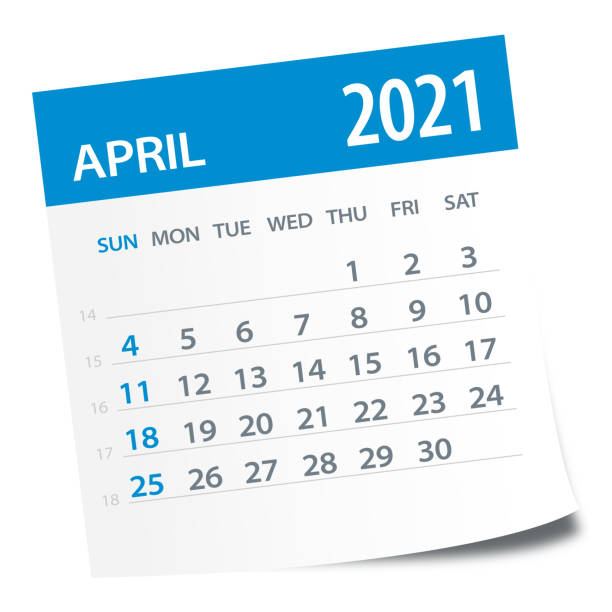 APRIL 2021
SUN MON TUE WED THU FRI SAT
14 1 2 3
15 4 5 6 7 8 9 10
16 11 12 13 14 15 16 17
17 18 19 20 21 22 23 24
18 25 26 27 28 29 30